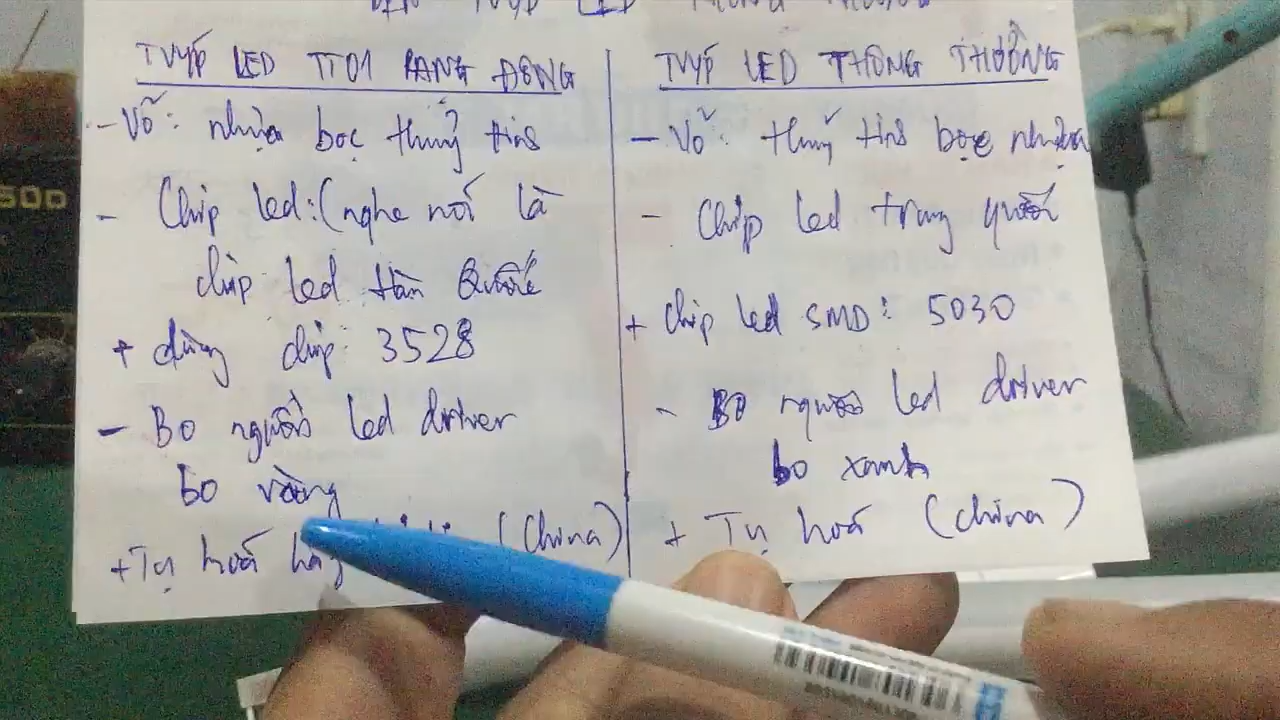 TUÝP LED TT01 RẠNG ĐÔNG
- Vỏ: nhựa bọc thuỷ tinh
- Chip led: (nghe nói là
chip led Hàn Quốc
+ dùng chip: 3528
- Bo nguồn led driver
bo vàng
+ Tụ hoá (China)
TUÝP LED THÔNG THƯỜNG
- Vỏ: thuỷ tinh bọc nhựa
- Chip led trung quốc
+ chip led SMD: 5030
- Bo nguồn led driver
bo xanh
+ Tụ hoá (china)
500